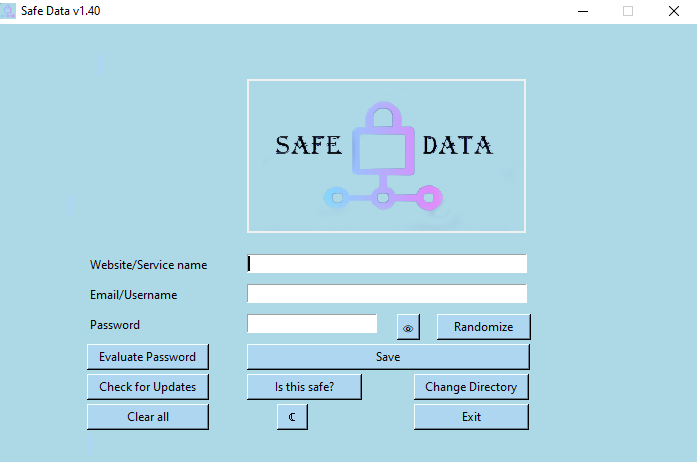 Safe Data v1.40
SAFE DATA
Website/Service name
Email/Username
Password
Randomize
Evaluate Password
Save
Check for Updates
Is this safe?
Change Directory
Clear all
☾
Exit